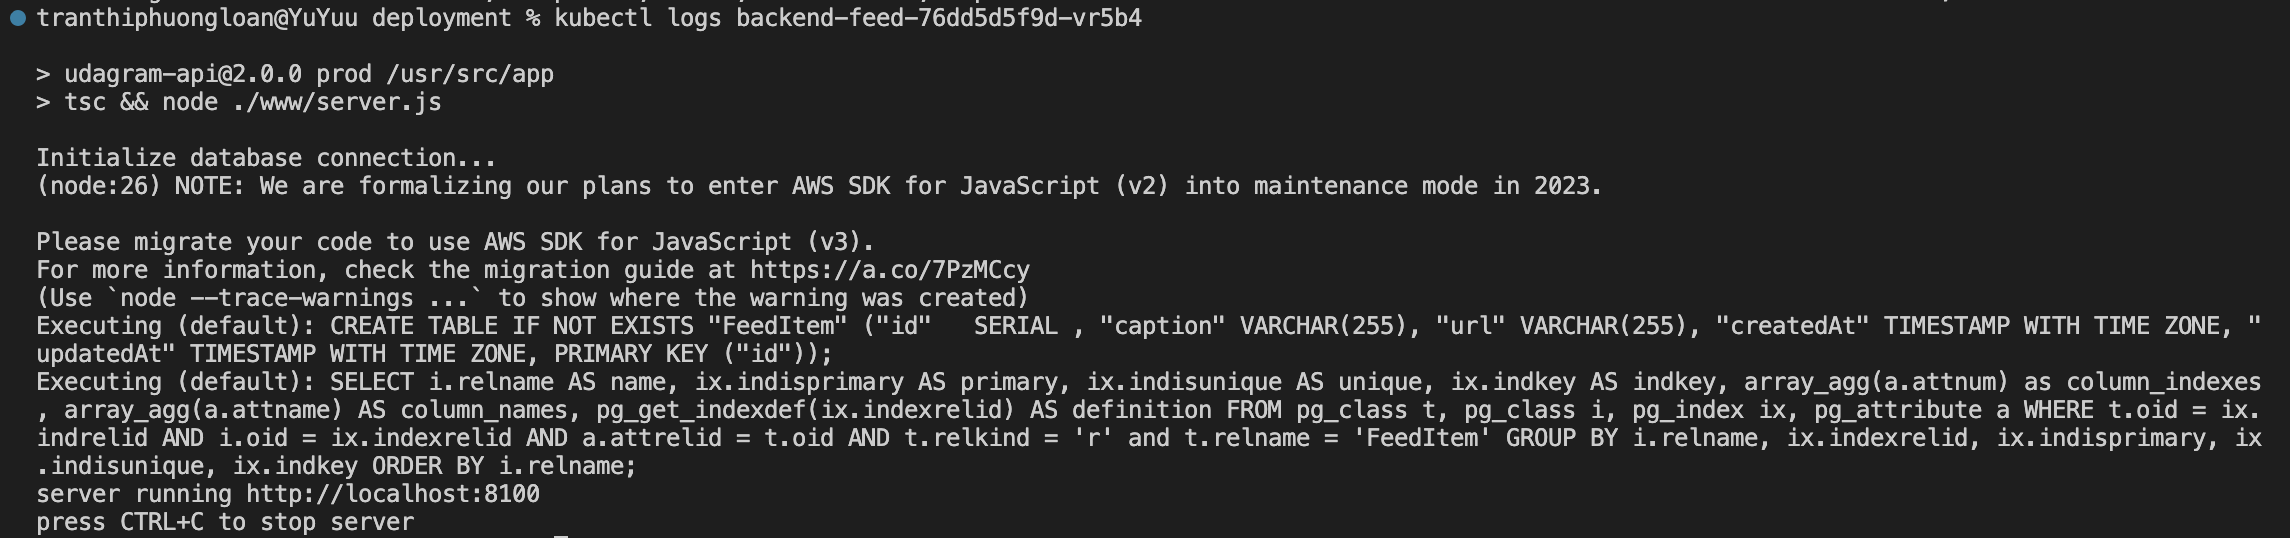 tranthiphuongloan@YuYuu deployment % kubectl logs backend-feed-76dd5d5f9d-vr5b4
> udagram-api@2.0.0 prod /usr/src/app
> tsc && node ./www/server.js
Initialize database connection...
(node:26) NOTE: We are formalizing our plans to enter AWS SDK for JavaScript (v2) into maintenance mode in 2023.
Please migrate your code to use AWS SDK for JavaScript (v3).
For more information, check the migration guide at https://a.co/7PzMCcy
(Use `node --trace-warnings ...` to show where the warning was created)
Executing (default): CREATE TABLE IF NOT EXISTS "FeedItem" ("id"   SERIAL , "caption" VARCHAR(255), "url" VARCHAR(255), "createdAt" TIMESTAMP WITH TIME ZONE, "
updatedAt" TIMESTAMP WITH TIME ZONE, PRIMARY KEY ("id"));
Executing (default): SELECT i.relname AS name, ix.indisprimary AS primary, ix.indisunique AS unique, ix.indkey AS indkey, array_agg(a.attnum) as column_indexes
, array_agg(a.attname) AS column_names, pg_get_indexdef(ix.indexrelid) AS definition FROM pg_class t, pg_class i, pg_index ix, pg_attribute a WHERE t.oid = ix.
indrelid AND i.oid = ix.indexrelid AND a.attrelid = t.oid AND t.relkind = 'r' and t.relname = 'FeedItem' GROUP BY i.relname, ix.indexrelid, ix.indisprimary, ix
.indisunique, ix.indkey ORDER BY i.relname;
server running http://localhost:8100
press CTRL+C to stop server